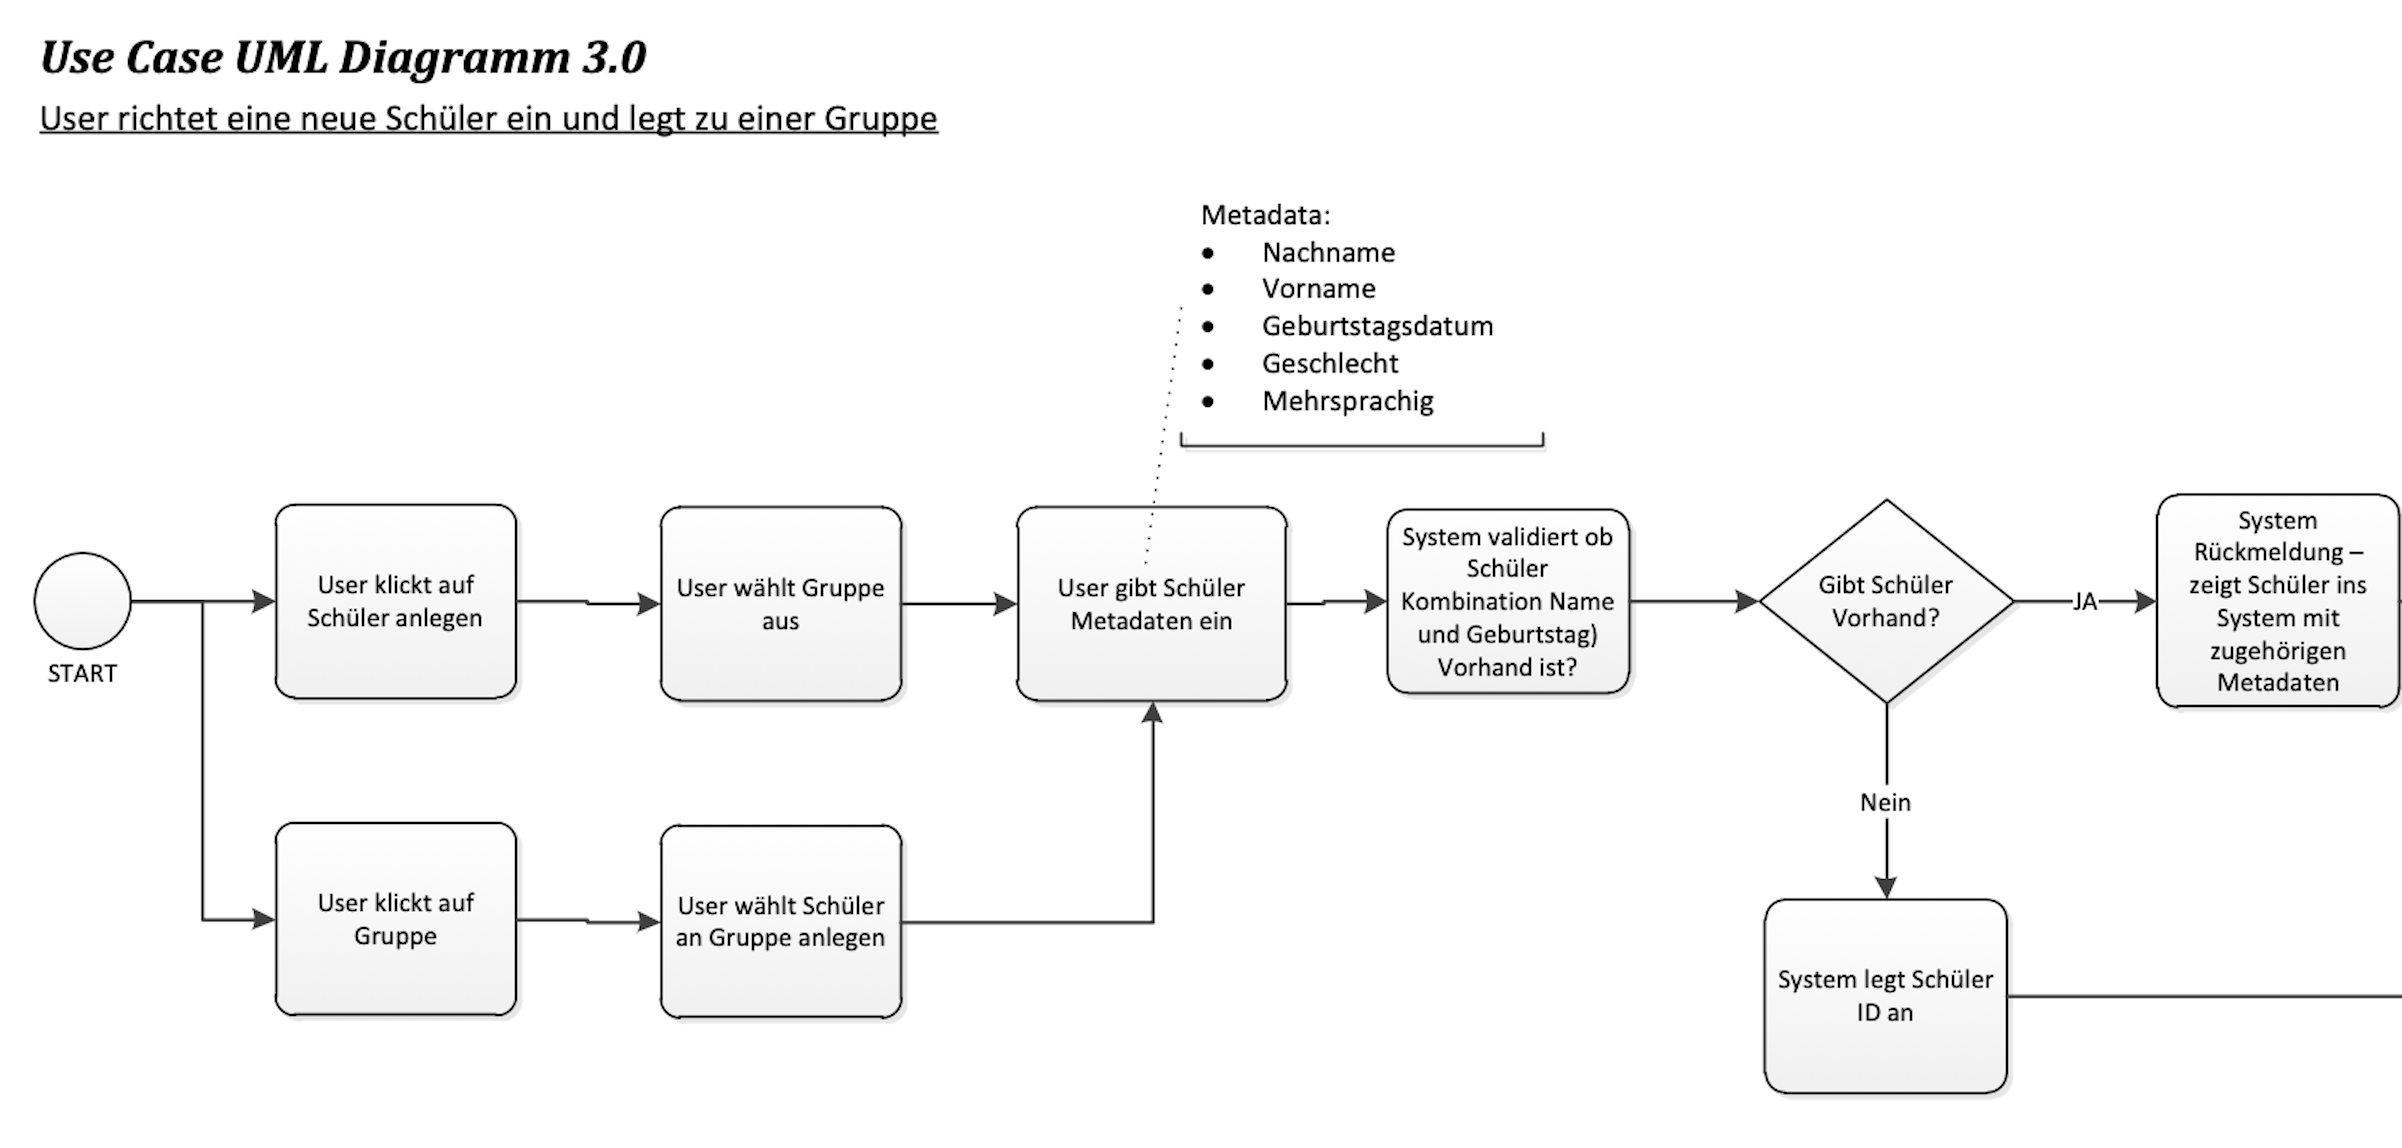 Use Case UML Diagramm 3.0
User richtet eine neue Schüler ein und legt zu einer Gruppe
Metadata:
• Nachname
• Vorname
• Geburtstagsdatum
• Geschlecht
• Mehrsprachig
START
User klickt auf
Schüler anlegen
User wählt Gruppe
aus
User gibt Schüler
Metadaten ein
System validiert ob
Schüler
Kombination Name
und Geburtstag)
Vorhand ist?
Gibt Schüler
Vorhand?
JA
System
Rückmeldung –
zeigt Schüler ins
System mit
zugehörigen
Metadaten
Nein
User klickt auf
Gruppe
User wählt Schüler
an Gruppe anlegen
System legt Schüler
ID an